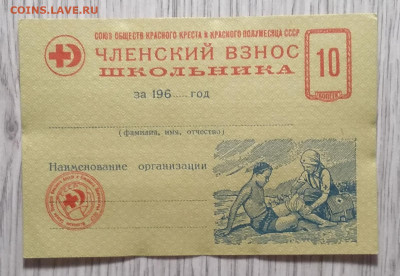 COINS.LAVE.RU
СОЮЗ ОБЩЕСТВ КРАСНОГО КРЕСТА И КРАСНОГО ПОЛУМЕСЯЦА СССР
ЧЛЕНСКИЙ ВЗНОС
ШКОЛЬНИКА
10
КОПЕЕК
за 196.....год
(фамилия, имя, отчество)
Наименование организации